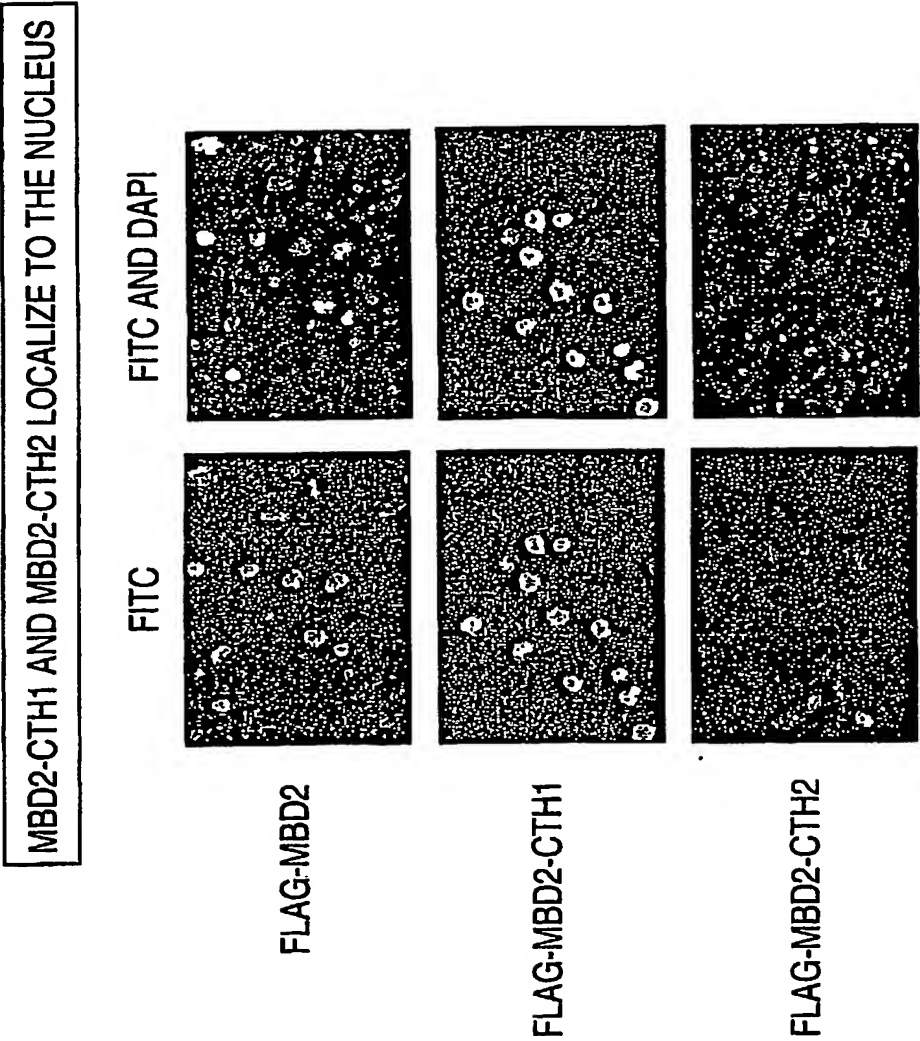 MBD2-CTH1 AND MBD2-CTH2 LOCALIZE TO THE NUCLEUS
FITC
FITC AND DAPI
FLAG-MBD2
FLAG-MBD2-CTH1
FLAG-MBD2-CTH2